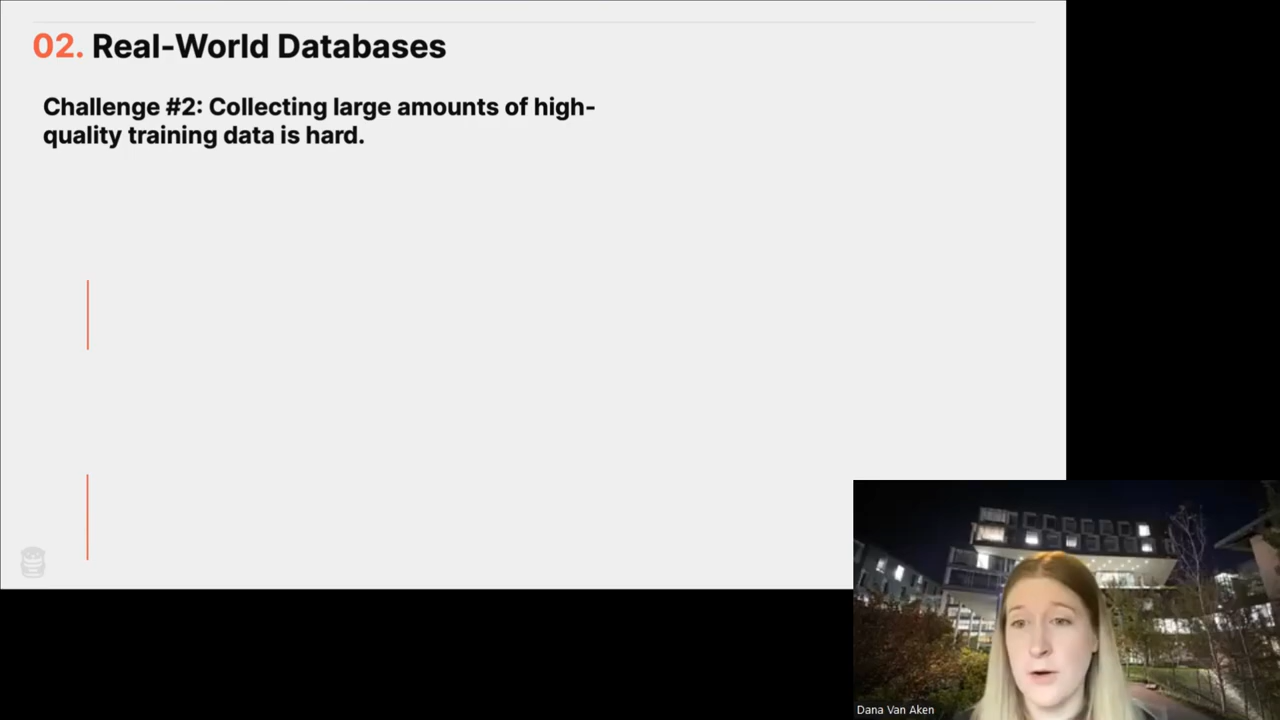 02. Real-World Databases
Challenge #2: Collecting large amounts of high-
quality training data is hard.
Dana Van Aken